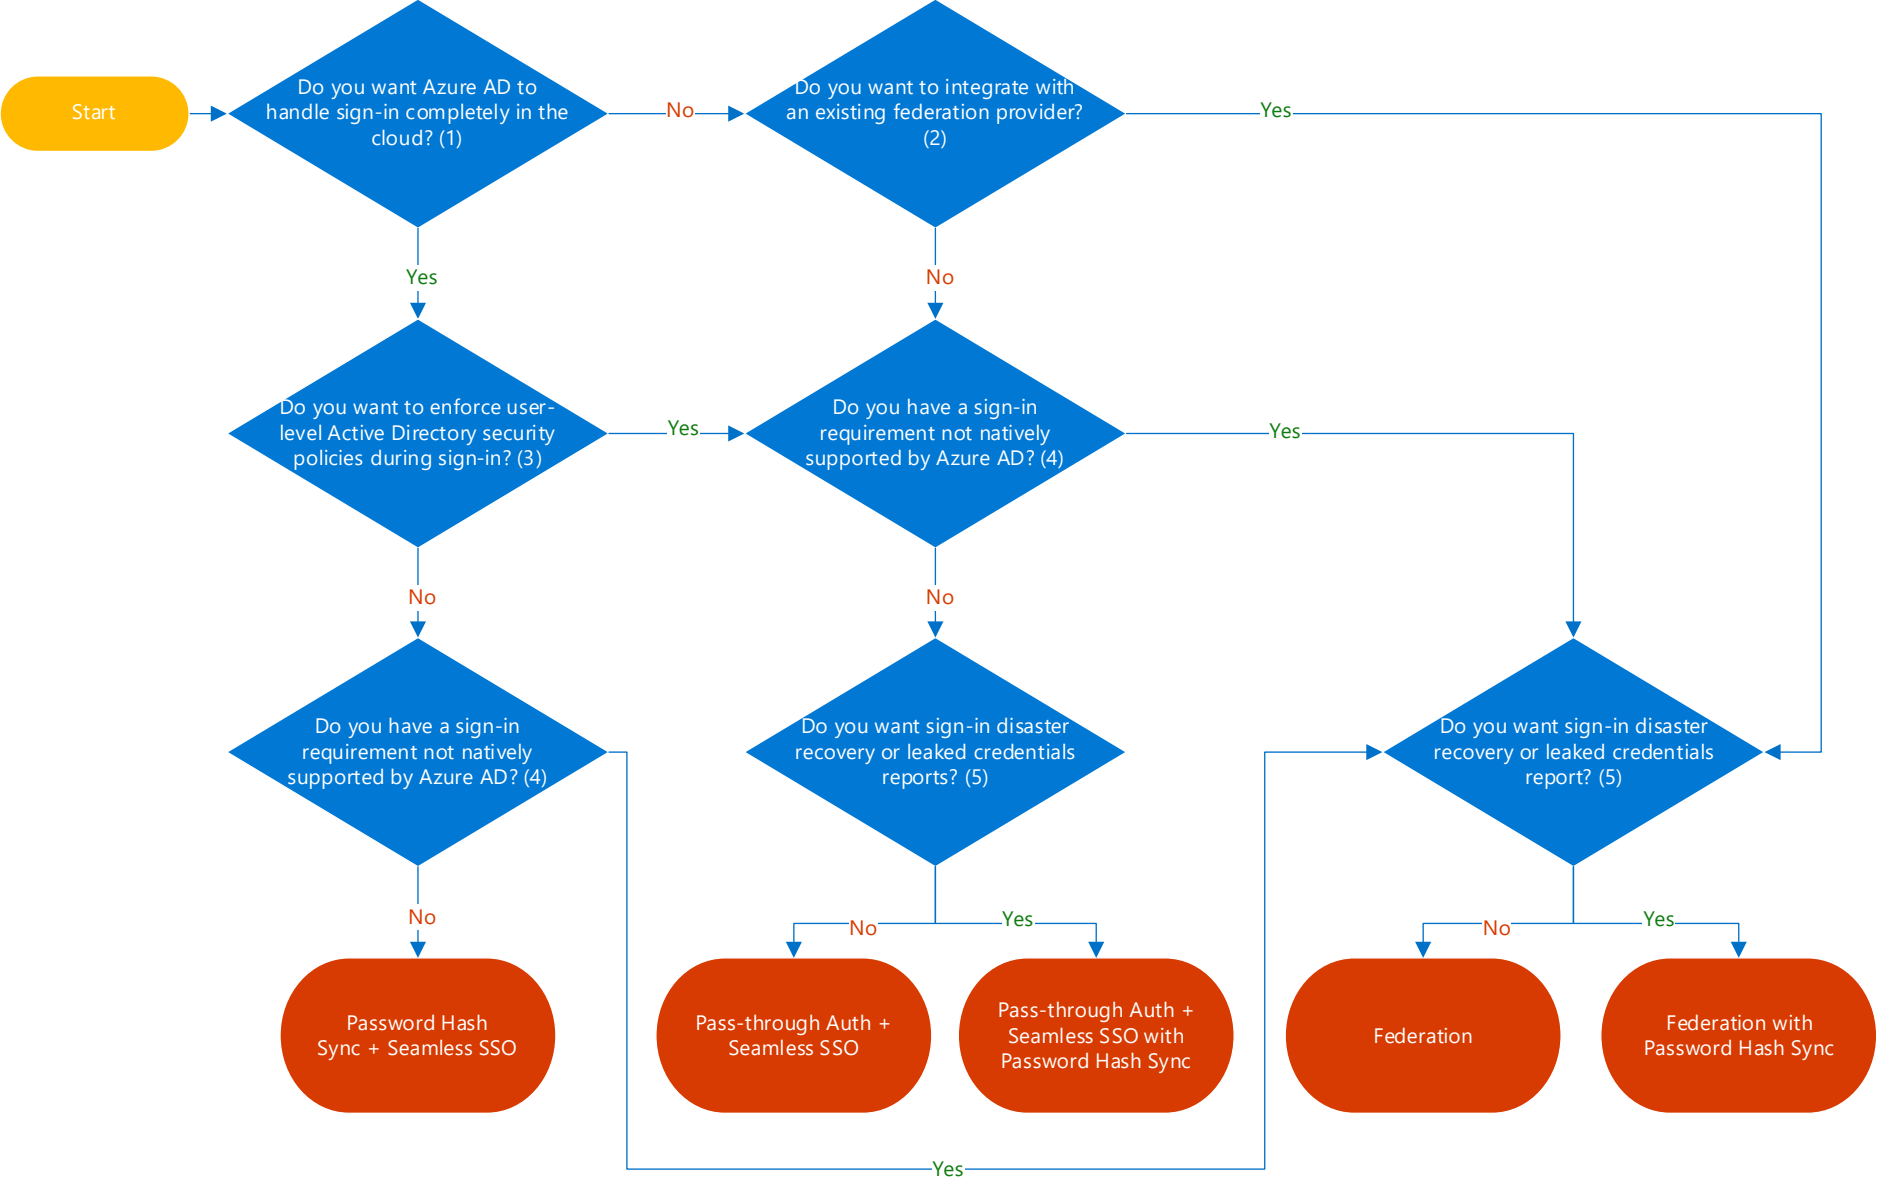 Start
Do you want Azure AD to
handle sign-in completely in the
cloud? (1)
No
Do you want to integrate with
an existing federation provider?
(2)
Yes
Yes
No
Do you want to enforce user-
level Active Directory security
policies during sign-in? (3)
Yes
Do you have a sign-in
requirement not natively
supported by Azure AD? (4)
Yes
No
No
Do you have a sign-in
requirement not natively
supported by Azure AD? (4)
Do you want sign-in disaster
recovery or leaked credentials
reports? (5)
Do you want sign-in disaster
recovery or leaked credentials
report? (5)
No
No
Yes
No
Yes
Password Hash
Sync + Seamless SSO
Pass-through Auth +
Seamless SSO
Pass-through Auth +
Seamless SSO with
Password Hash Sync
Federation
Federation with
Password Hash Sync
Yes